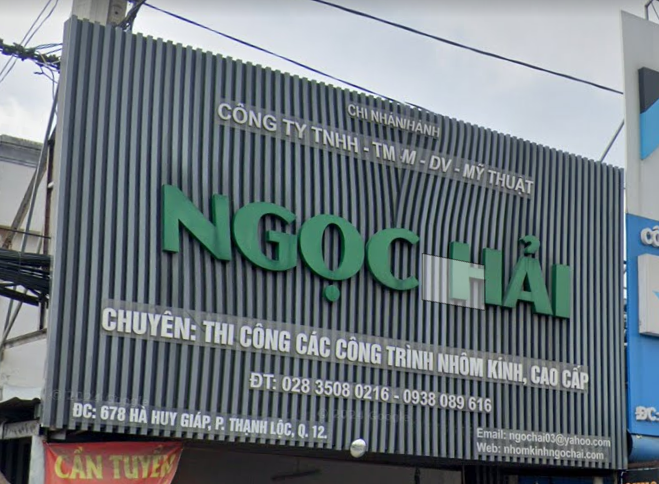 CHI NHÁNH
CÔNG TY TNHH - TM - DV - MỸ THUẬT
NGỌC HẢI
CHUYÊN: THI CÔNG CÁC CÔNG TRÌNH NHÔM KÍNH, CAO CẤP
ĐT: 028 3508 0216 - 0938 089 616
ĐC: 678 HÀ HUY GIÁP, P. THẠNH LỘC, Q. 12.
Email: ngochai03@yahoo.com
Web: nhomkinhngochai.com
CẦN TUYỂN
CÔ
ĐC: